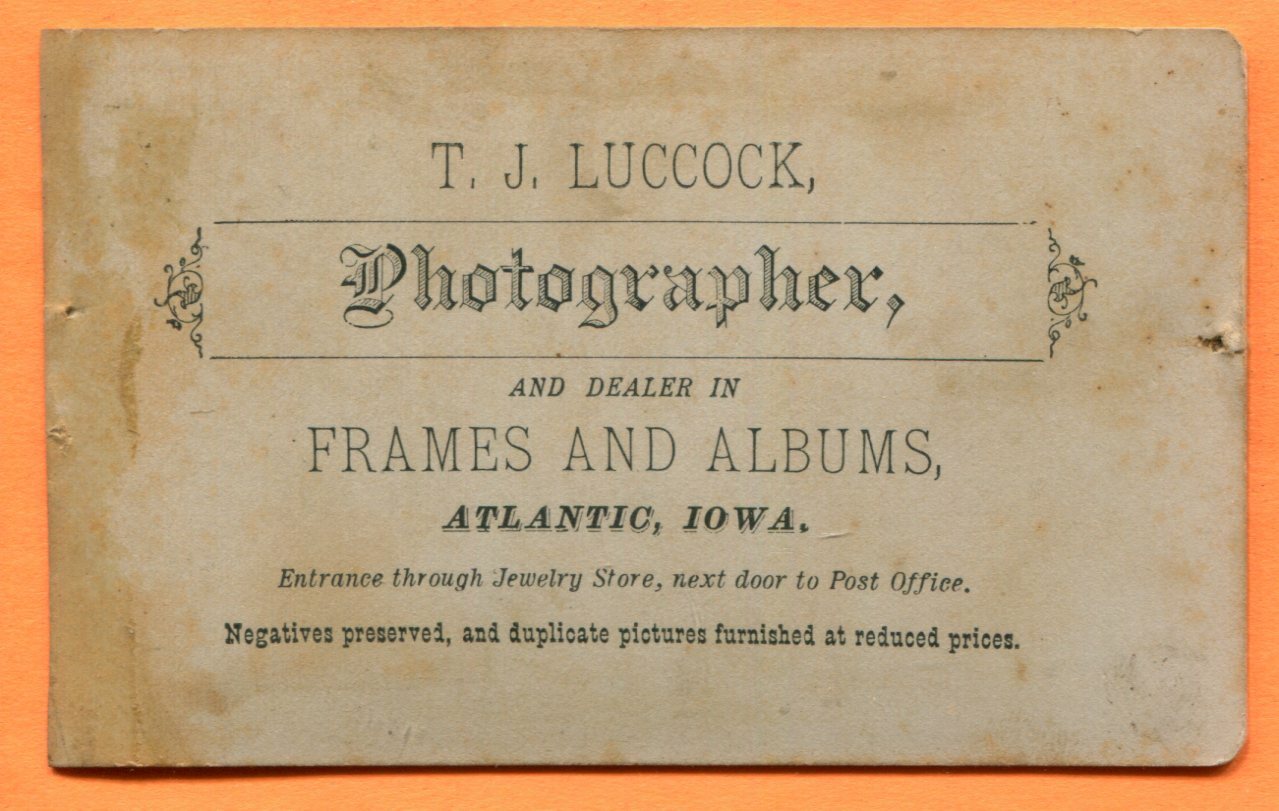 T. J. LUCCOCK,
Photographer,
AND DEALER IN
FRAMES AND ALBUMS,
ATLANTIC, IOWA.
Entrance through Jewelry Store, next door to Post Office.
Negatives preserved, and duplicate pictures furnished at reduced prices.